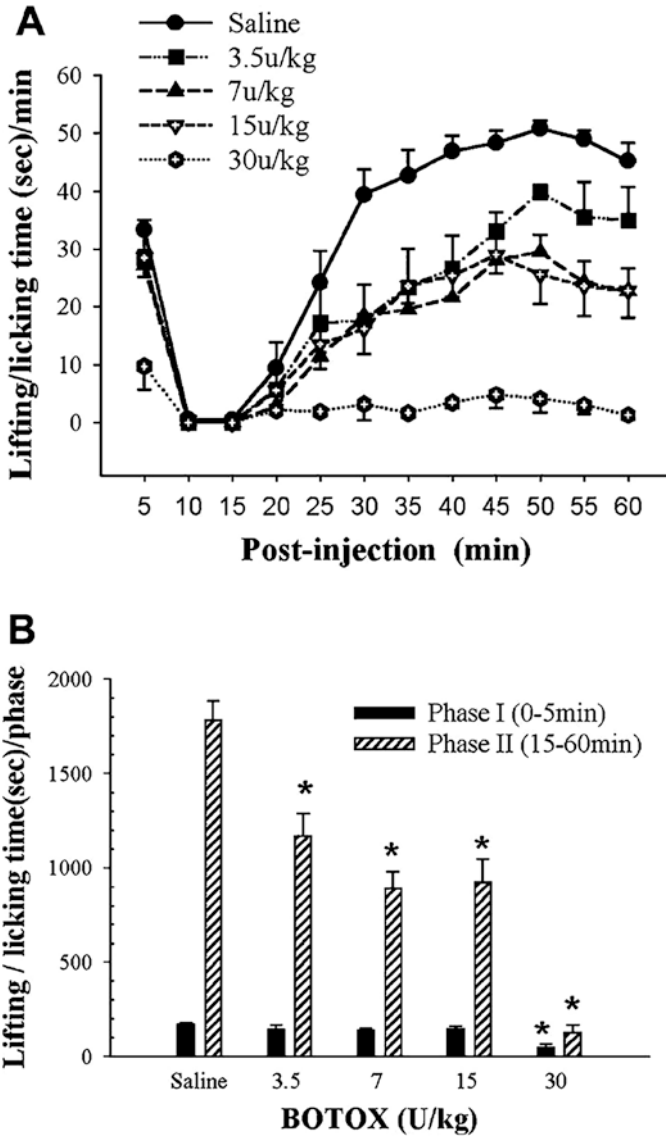 A
Saline
3.5u/kg
7u/kg
15u/kg
30u/kg
Lifting/licking time (sec)/min
60
50
40
30
20
10
0
5 10 15 20 25 30 35 40 45 50 55 60
Post-injection (min)
B
Lifting / licking time(sec)/phase
2000
1500
1000
500
0
Phase I (0-5min)
Phase II (15-60min)
*
*
*
*
*
Saline 3.5 7 15 30
BOTOX (U/kg)